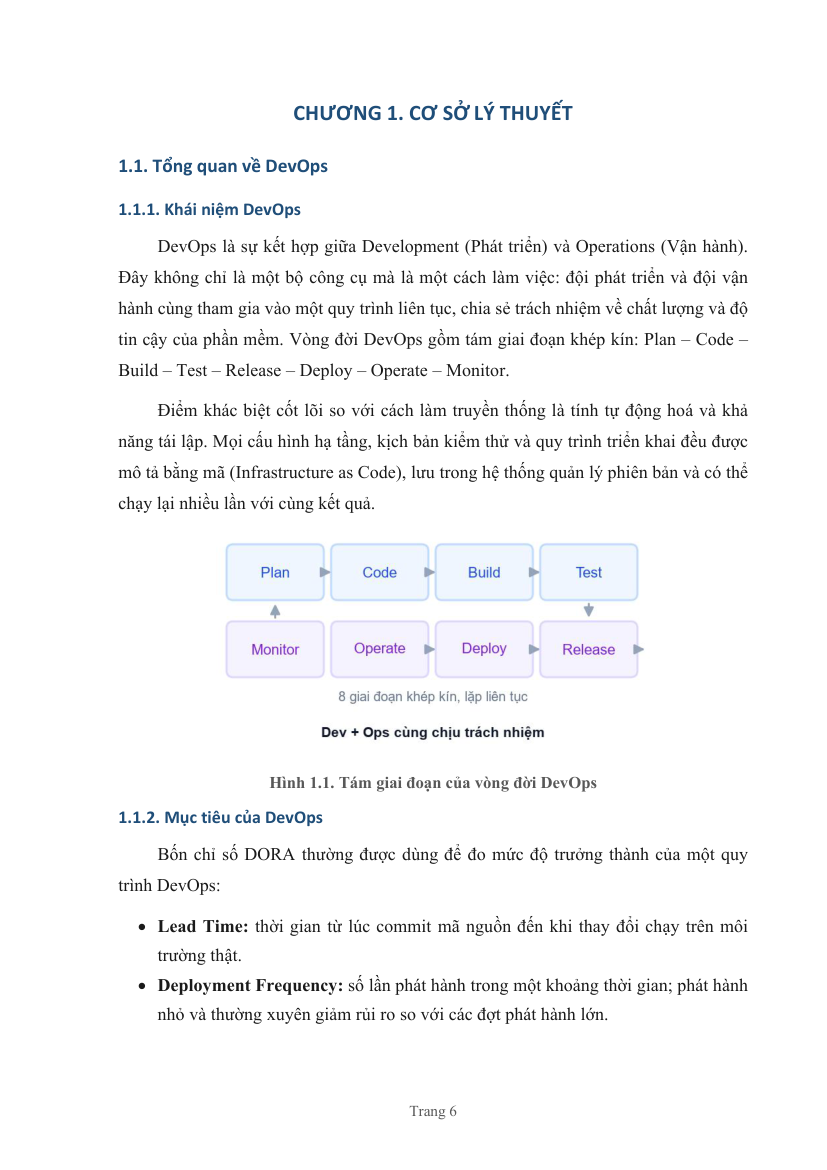 CHƯƠNG 1. CƠ SỞ LÝ THUYẾT
1.1. Tổng quan về DevOps
1.1.1. Khái niệm DevOps
DevOps là sự kết hợp giữa Development (Phát triển) và Operations (Vận hành).
Đây không chỉ là một bộ công cụ mà là một cách làm việc: đội phát triển và đội vận
hành cùng tham gia vào một quy trình liên tục, chia sẻ trách nhiệm về chất lượng và độ
tin cậy của phần mềm. Vòng đời DevOps gồm tám giai đoạn khép kín: Plan – Code –
Build – Test – Release – Deploy – Operate – Monitor.
Điểm khác biệt cốt lõi so với cách làm truyền thống là tính tự động hoá và khả
năng tái lập. Mọi cấu hình hạ tầng, kịch bản kiểm thử và quy trình triển khai đều được
mô tả bằng mã (Infrastructure as Code), lưu trong hệ thống quản lý phiên bản và có thể
chạy lại nhiều lần với cùng kết quả.
Plan Code Build Test
Monitor Operate Deploy Release
8 giai đoạn khép kín, lặp liên tục
Dev + Ops cùng chịu trách nhiệm
Hình 1.1. Tám giai đoạn của vòng đời DevOps
1.1.2. Mục tiêu của DevOps
Bốn chỉ số DORA thường được dùng để đo mức độ trưởng thành của một quy
trình DevOps:
• Lead Time: thời gian từ lúc commit mã nguồn đến khi thay đổi chạy trên môi
trường thật.
• Deployment Frequency: số lần phát hành trong một khoảng thời gian; phát hành
nhỏ và thường xuyên giảm rủi ro so với các đợt phát hành lớn.
Trang 6